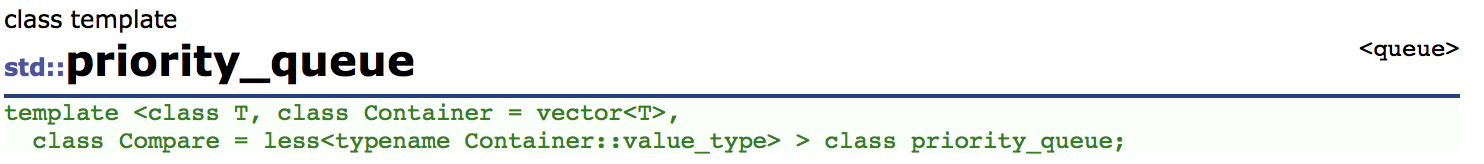 class template
std::priority_queue
<queue>
template <class T, class Container = vector<T>,
class Compare = less<typename Container::value_type> > class priority_queue;